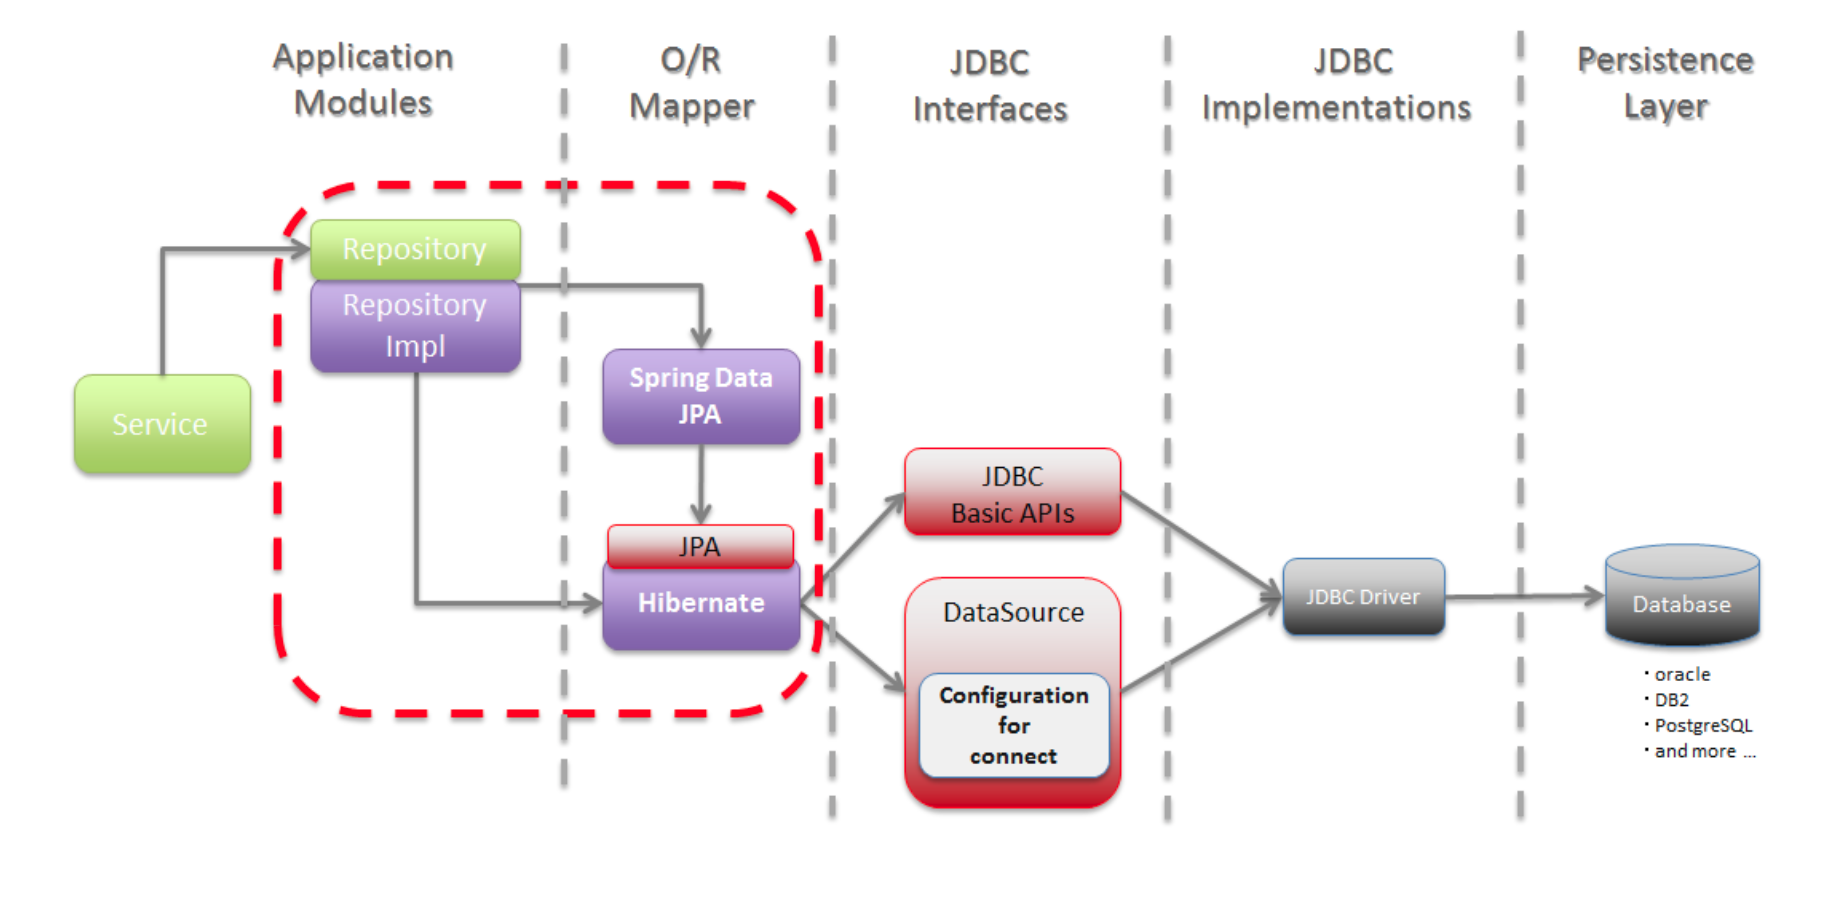 Application
Modules
O/R
Mapper
JDBC
Interfaces
JDBC
Implementations
Persistence
Layer
Repository
Repository
Impl
Service
Spring Data
JPA
JPA
Hibernate
JDBC
Basic APIs
DataSource
Configuration
for
connect
JDBC Driver
Database
・oracle
・DB2
・PostgreSQL
・and more ...